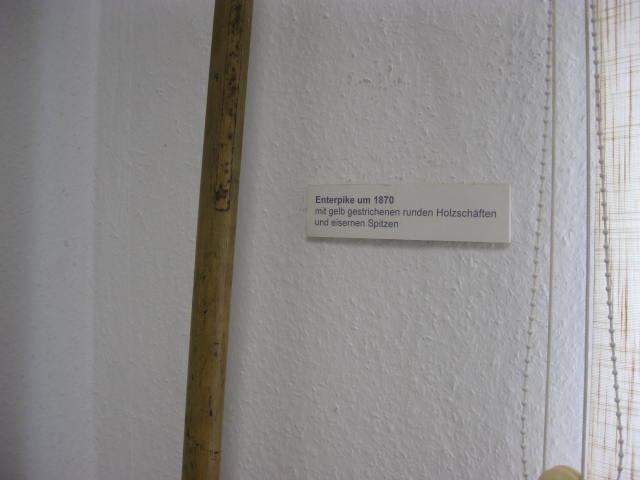 Enterpike um 1870
mit gelb gestrichenen runden Holzschäften
und eisernen Spitzen